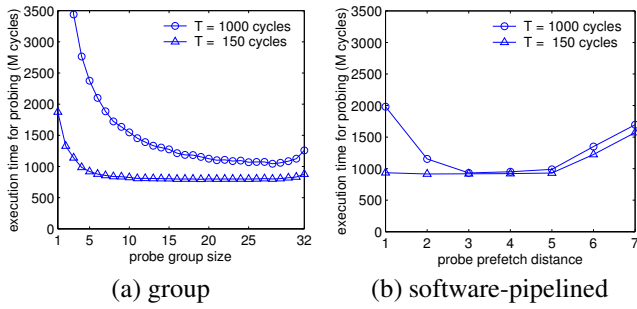 3500
3000
2500
2000
1500
1000
500
0
execution time for probing (M cycles)
T = 1000 cycles
T =  150 cycles
1 5 10 15 20 25 32
probe group size
(a) group
3500
3000
2500
2000
1500
1000
500
0
execution time for probing (M cycles)
T = 1000 cycles
T =  150 cycles
1 2 3 4 5 6 7
probe prefetch distance
(b) software-pipelined